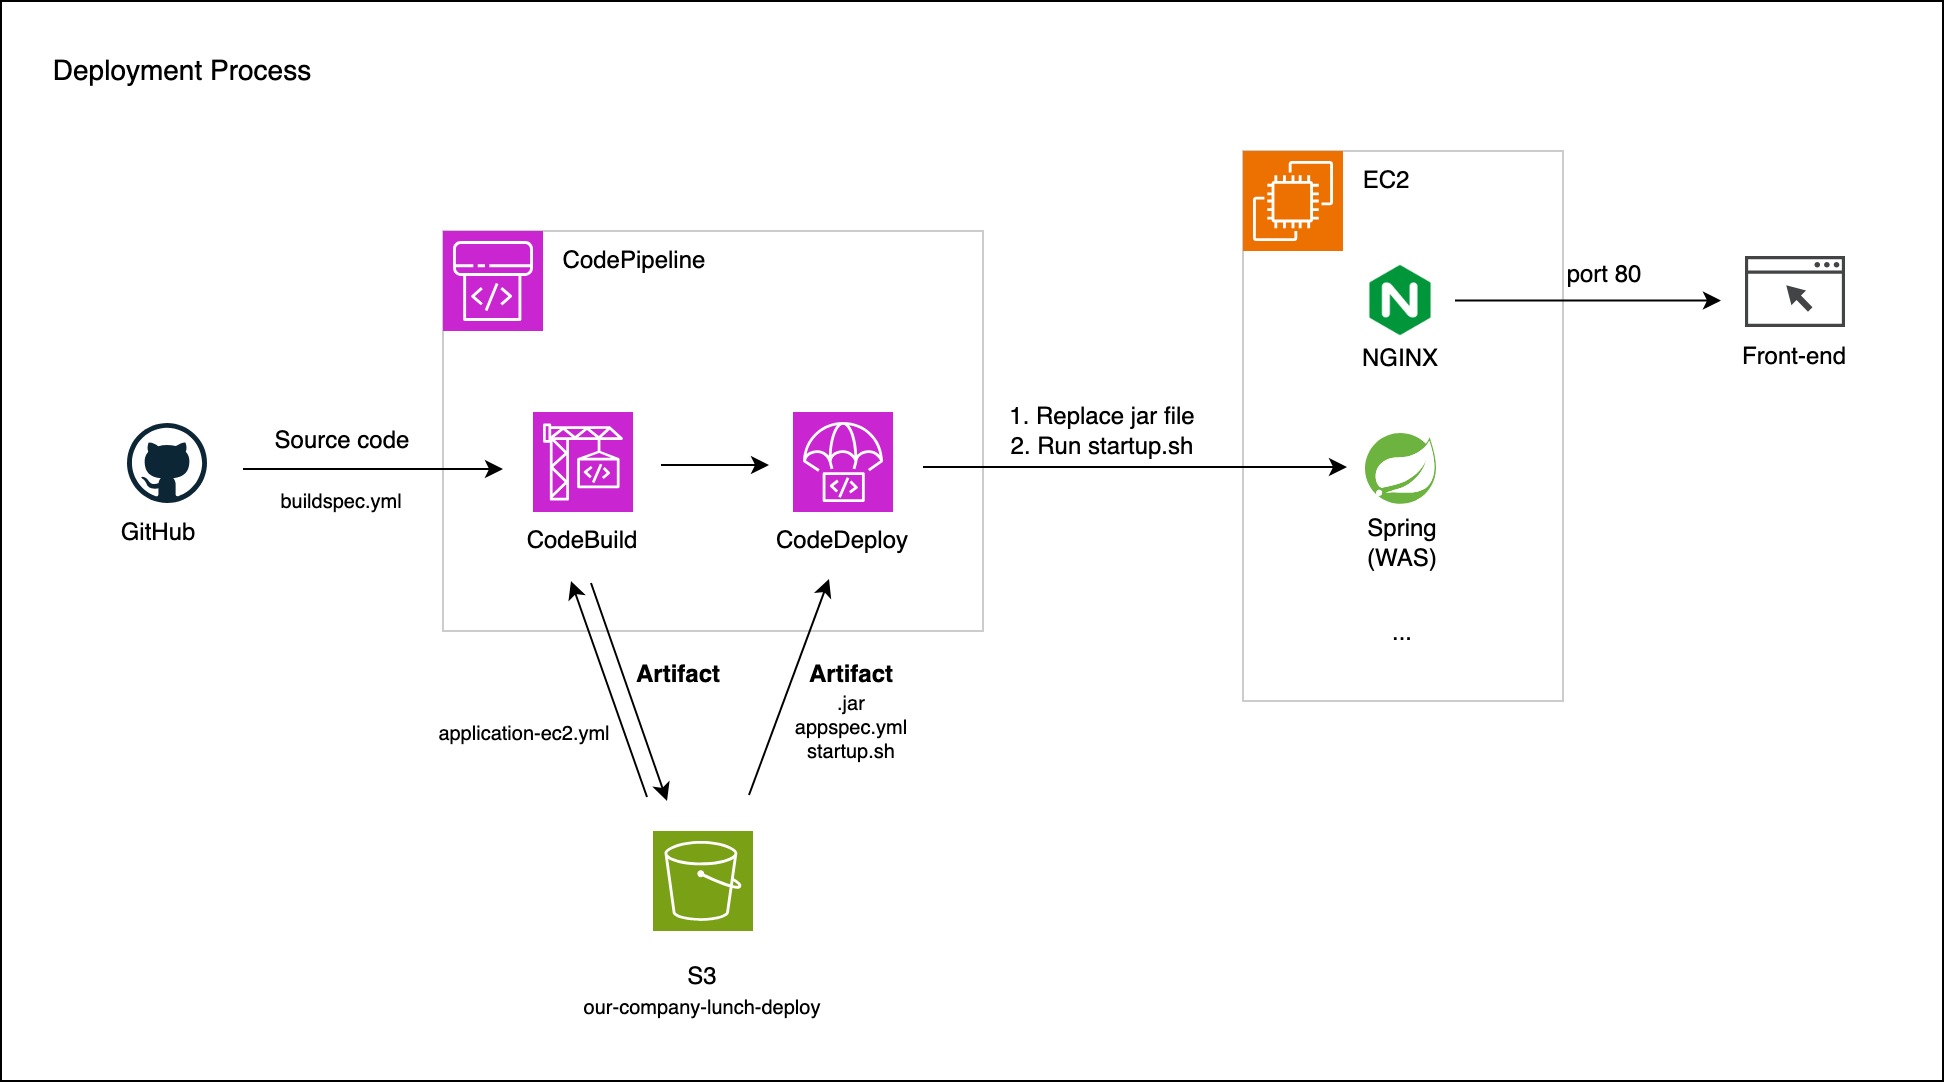 Deployment Process
EC2
CodePipeline
port 80
NGINX
Front-end
1. Replace jar file
2. Run startup.sh
Source code
buildspec.yml
GitHub
CodeBuild
CodeDeploy
Spring
(WAS)
...
Artifact
application-ec2.yml
Artifact
.jar
appspec.yml
startup.sh
S3
our-company-lunch-deploy